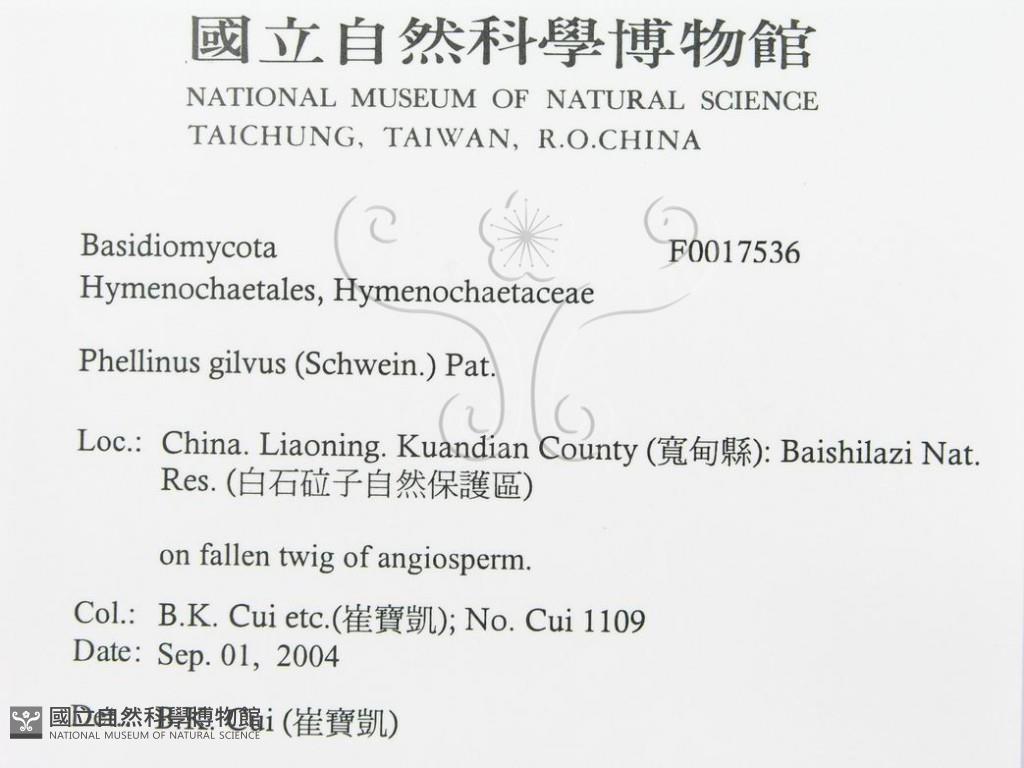 國立自然科學博物館
NATIONAL MUSEUM OF NATURAL SCIENCE
TAICHUNG, TAIWAN, R.O.CHINA
Basidiomycota F0017536
Hymenochaetales, Hymenochaetaceae
Phellinus gilvus (Schwein.) Pat.
Loc.: China. Liaoning. Kuandian County (寬甸縣): Baishilazi Nat.
Res. (白石砬子自然保護區)
on fallen twig of angiosperm.
Col.: B.K. Cui etc.(崔寶凱); No. Cui 1109
Date: Sep. 01, 2004
Det.: B.K. Cui (崔寶凱)
國立自然科學博物館
NATIONAL MUSEUM OF NATURAL SCIENCE